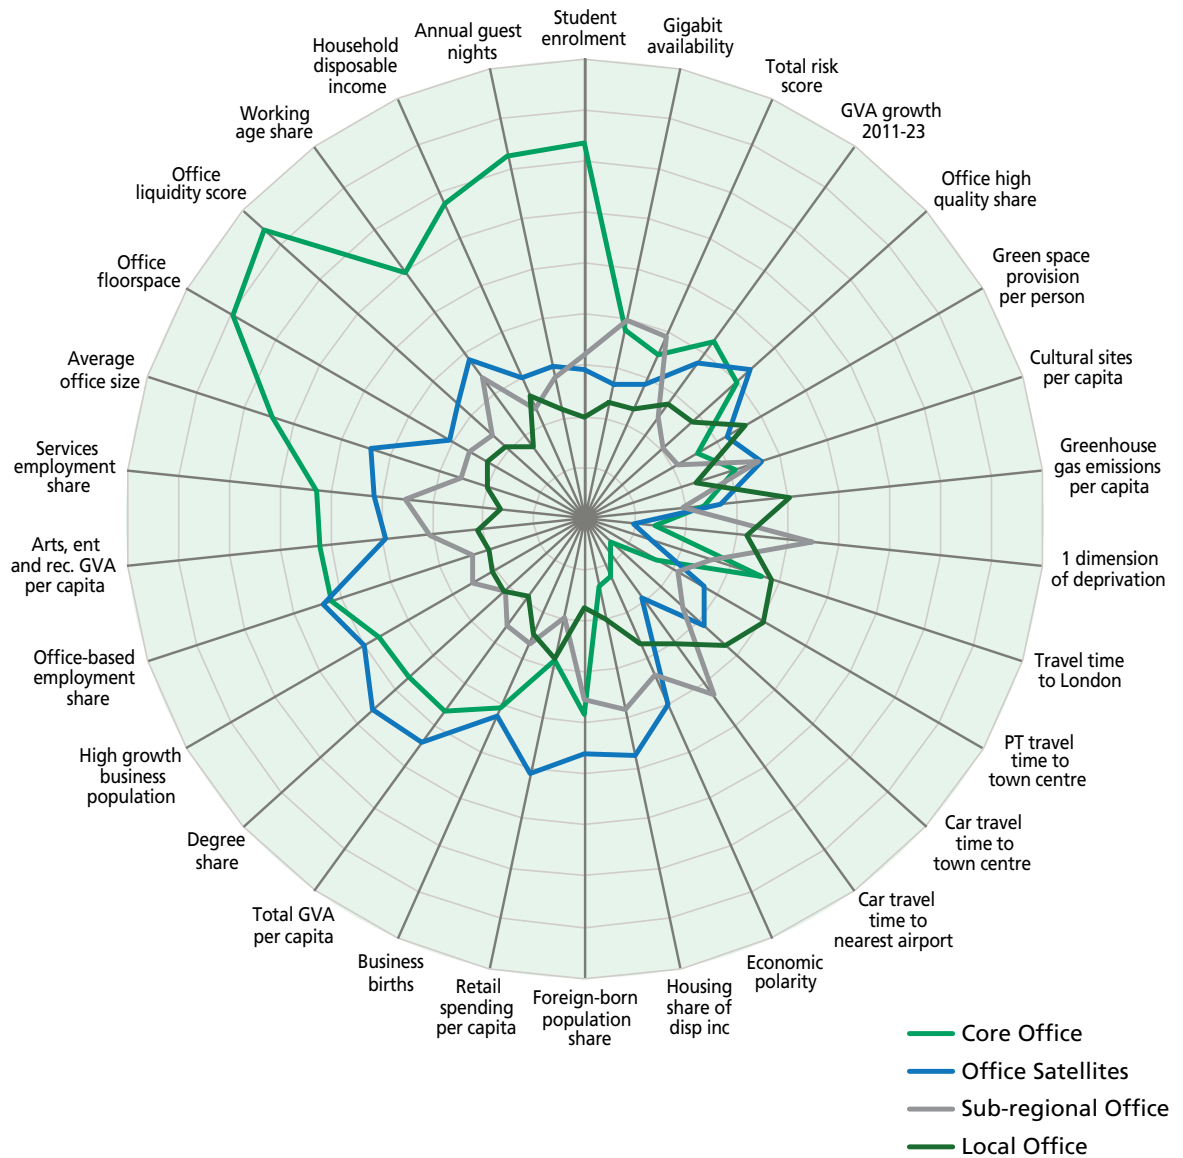 Student
enrolment
Gigabit
availability
Total risk
score
GVA growth
2011-23
Office high
quality share
Green space
provision
per person
Cultural sites
per capita
Greenhouse
gas emissions
per capita
1 dimension
of deprivation
Travel time
to London
PT travel
time to
town centre
Car travel
time to
town centre
Car travel
time to
nearest airport
Economic
polarity
Housing
share of
disp inc
Foreign-born
population
share
Retail
spending
per capita
Business
births
Total GVA
per capita
Degree
share
High growth
business
population
Office-based
employment
share
Arts, ent
and rec. GVA
per capita
Services
employment
share
Average
office size
Office
floorspace
Office
liquidity score
Working
age share
Household
disposable
income
Annual guest
nights
Core Office
Office Satellites
Sub-regional Office
Local Office